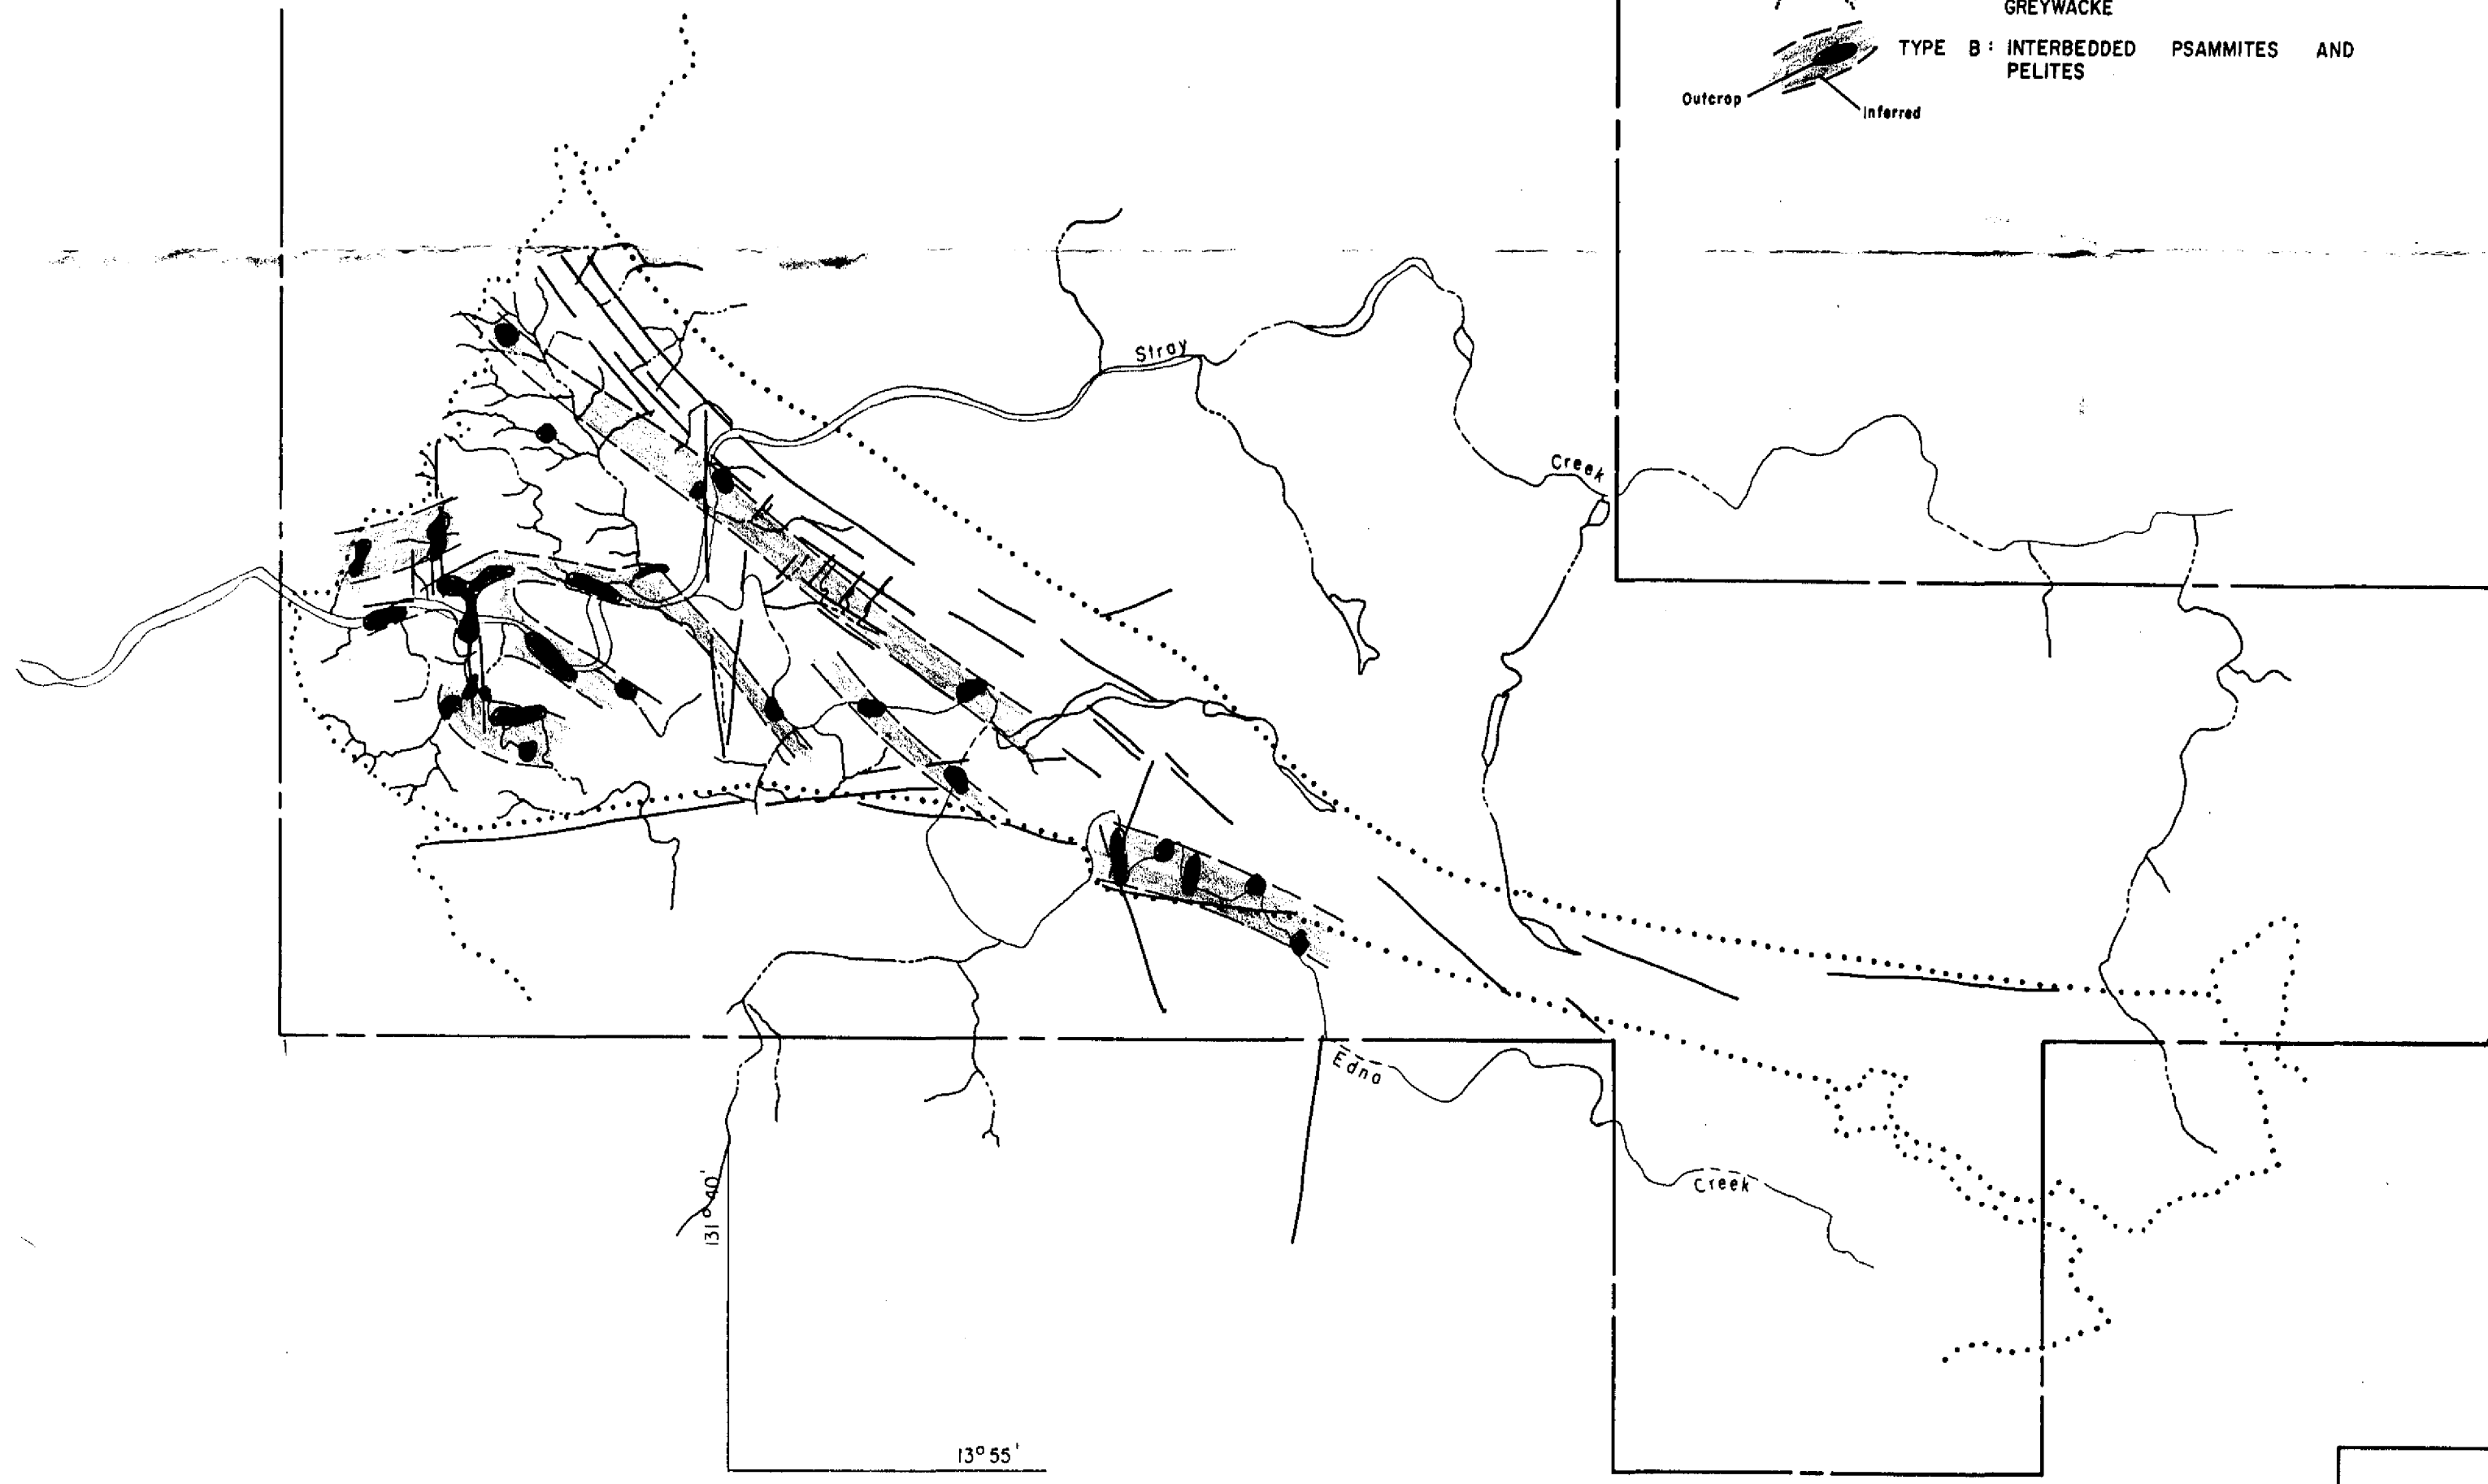 GREYWACKE
TYPE B : INTERBEDDED PSAMMITES AND
PELITES
Outcrop
Inferred
Stray
Creek
Edna
Creek
131° 40'
13° 55'